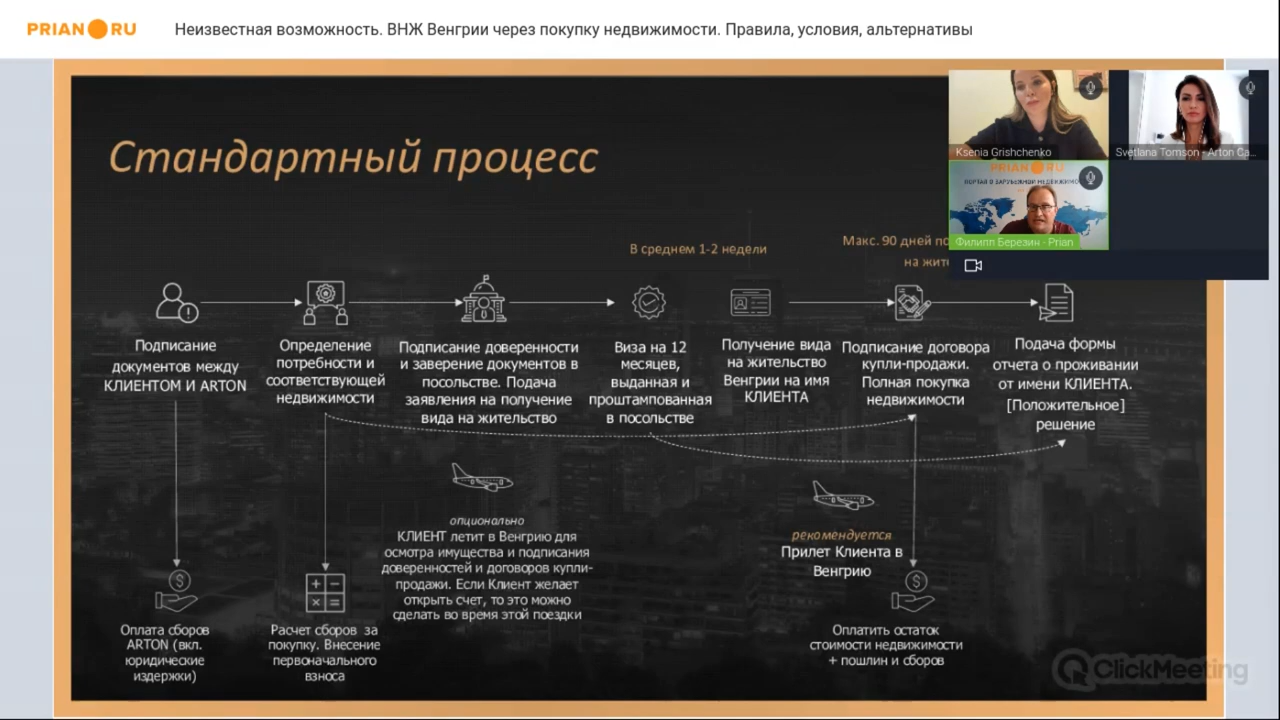 PRIAN RU
Неизвестная возможность. ВНЖ Венгрии через покупку недвижимости. Правила, условия, альтернативы
Стандартный процесс
Ksenia Grishchenko
Svetlana Tomson - Arton Ca...
PRIAN RU
Филипп Березин - Prian
В среднем 1-2 недели
Макс. 90 дней
на
Подписание
документов между
КЛИЕНТОМ И ARTON
Определение
потребности и
соответствующей
недвижимости
Подписание доверенности
и заверение документов в
посольстве. Подача
заявления на получение
вида на жительство
Виза на 12
месяцев,
выданная и
проштампованная
в посольстве
Получение вида
на жительство
Венгрии на имя
КЛИЕНТА
Подписание договора
купли-продажи.
Полная покупка
недвижимости
Подача формы
отчета о проживании
от имени КЛИЕНТА.
[Положительное]
решение
опционально
КЛИЕНТ летит в Венгрию для
осмотра имущества и подписания
доверенностей и договоров купли-
продажи. Если Клиент желает
открыть счет, то это можно
сделать во время этой поездки
рекомендуется
Прилет Клиента в
Венгрию
Оплата сборов
ARTON (вкл.
юридические
издержки)
Расчет сборов за
покупку. Внесение
первоначального
взноса
Оплатить остаток
стоимости недвижимости
+ пошлин и сборов
ClickMeeting